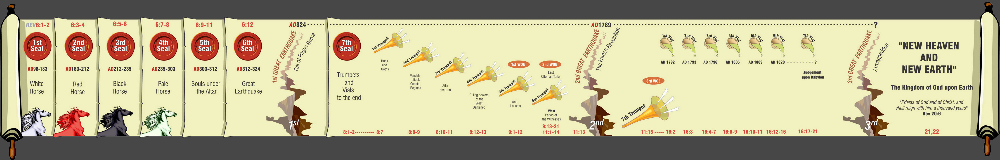 REV6:1-2
1st
Seal
AD96-183
White
Horse
6:3-4
2nd
Seal
AD183-212
Red
Horse
6:5-6
3rd
Seal
AD212-235
Black
Horse
6:7-8
4th
Seal
AD235-303
Pale
Horse
6:9-11
5th
Seal
AD303-312
Souls under
the Altar
6:12
6th
Seal
AD312-324
Great
Earthquake
AD324
1st GREAT EARTHQUAKE
Fall of Pagan Rome
1st
7th
Seal
Trumpets
and
Vials
to the end
8:1-2---------- 8:7
1st Trumpet
Huns
and
Goths
2nd Trumpet
Vandals
attack
Coastal
Regions
8:8-9
3rd Trumpet
Atila
the Hun
8:10-11
4th Trumpet
Ruling powers
of the
West
Darkened
8:12-13
1st WOE
5th Trumpet
Arab
Locusts
9:1-12
2nd WOE
East
Ottoman Turks
6th Trumpet
West
Period of
the Witnesses
9:13-21
11:1-14
11:13
AD1789
2nd GREAT EARTHQUAKE
The French Revolution
2nd
3rd WOE
7th Trumpet
11:15 ----- 16:2
1st Vial
AD 1792
2nd Vial
AD 1793
16:3
3rd Vial
AD 1796
16:4-7
4th Vial
AD 1805
16:8-9
5th Vial
AD 1809
16:10-11
6th Vial
AD 1820 - - - - - - - - - ?
16:12-16
7th Vial
Judgement
upon Babylon
16:17-21
?
3rd GREAT EARTHQUAKE
Armaggeddon
3rd
"NEW HEAVEN
AND
NEW EARTH"
The Kingdom of God upon Earth
"Priests of God and of Christ, and
shall reign with him a thousand years"
Rev 20:6
21,22